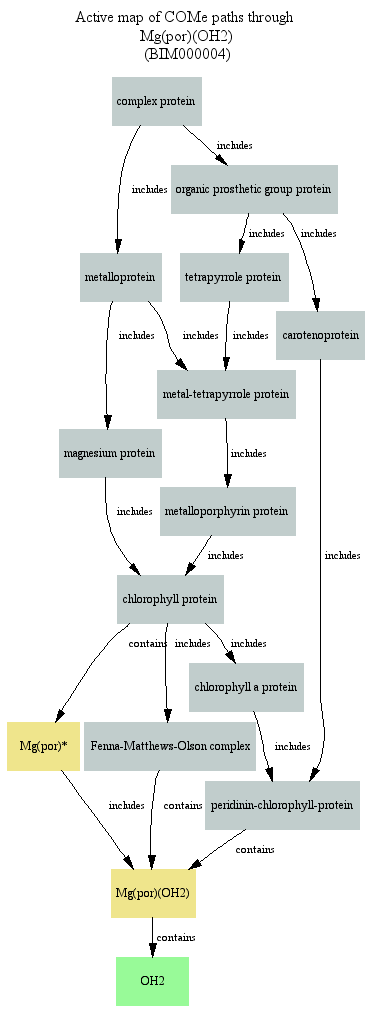 Active map of COMe paths through
Mg(por)(OH2)
(BIM000004)
complex protein
includes
organic prosthetic group protein
includes
includes
includes
metalloprotein
tetrapyrrole protein
carotenoprotein
includes
includes
includes
metal-tetrapyrrole protein
magnesium protein
includes
metalloporphyrin protein
includes
includes
includes
chlorophyll protein
contains
includes
includes
chlorophyll a protein
Mg(por)*
Fenna-Matthews-Olson complex
includes
peridinin-chlorophyll-protein
includes
contains
contains
Mg(por)(OH2)
contains
OH2